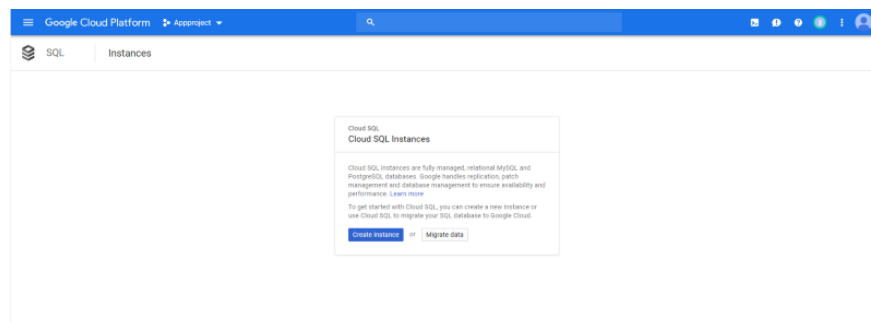 Google Cloud Platform Appproject
SQL Instances
Cloud SQL
Cloud SQL Instances
Cloud SQL instances are fully managed, relational MySQL and
PostgreSQL databases. Google handles replication, patch
management and database management to ensure availability and
performance. Learn more
To get started with Cloud SQL, you can create a new instance or
use Cloud SQL to migrate your SQL database to Google Cloud.
Create instance or Migrate data